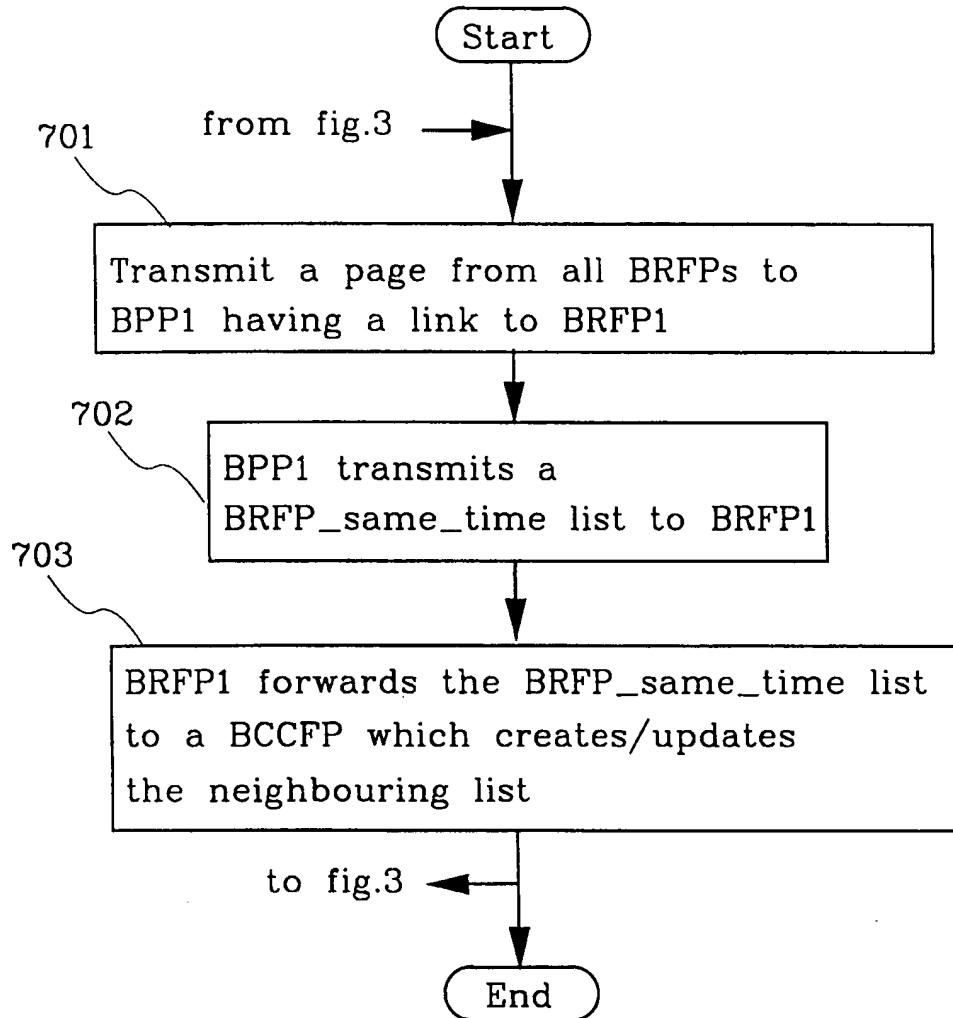 Start
from fig.3
701
Transmit a page from all BRFPs to
BPP1 having a link to BRFP1
702
BPP1 transmits a
BRFP_same_time list to BRFP1
703
BRFP1 forwards the BRFP_same_time list
to a BCCFP which creates/updates
the neighbouring list
to fig.3
End